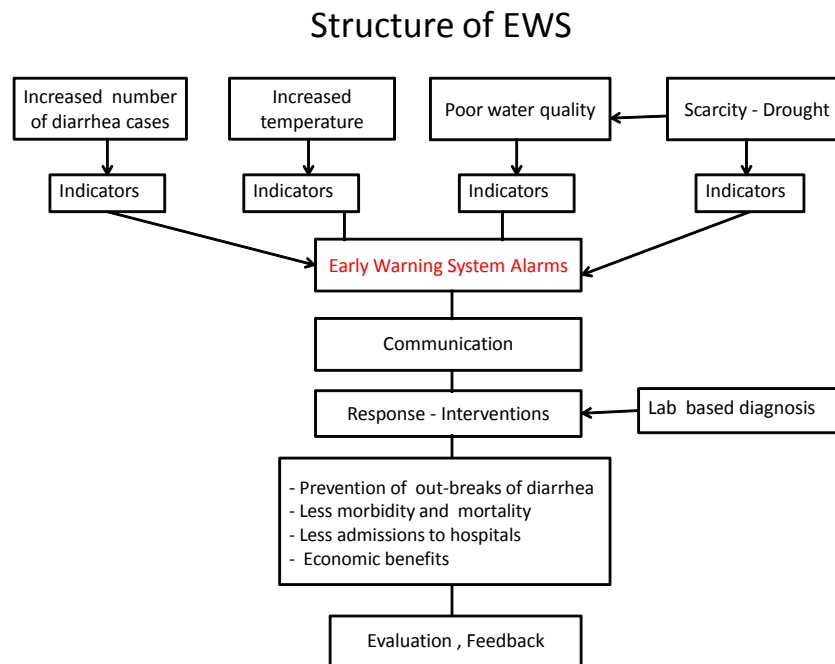 Structure of EWS
Increased number
of diarrhea cases
Increased
temperature
Poor water quality
Scarcity - Drought
Indicators
Indicators
Indicators
Indicators
Early Warning System Alarms
Communication
Response - Interventions
Lab based diagnosis
- Prevention of out-breaks of diarrhea
- Less morbidity and mortality
- Less admissions to hospitals
- Economic benefits
Evaluation , Feedback